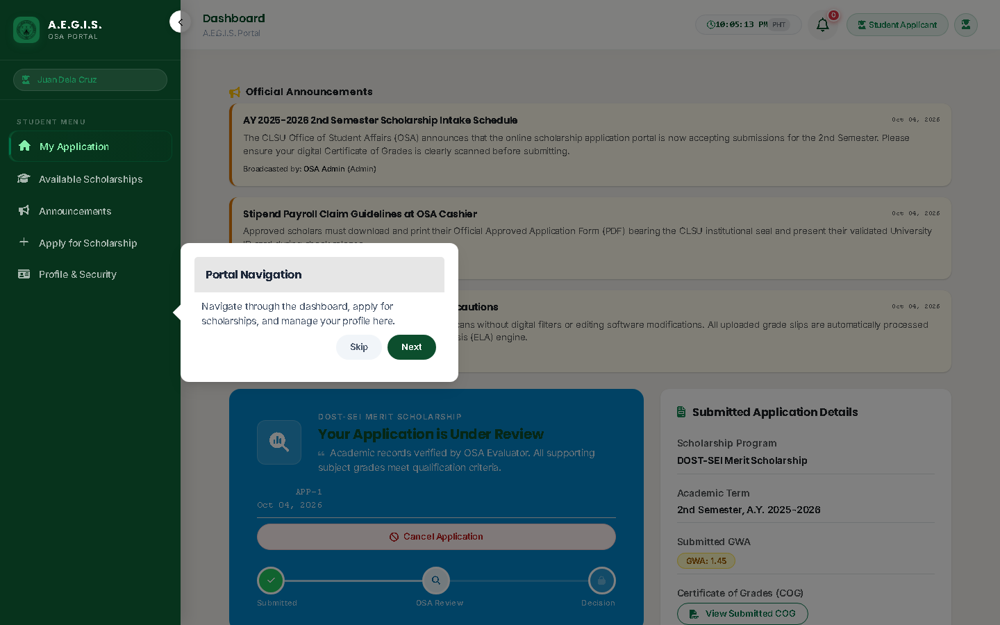 A.E.G.I.S.
OSA PORTAL
Juan Dela Cruz
STUDENT MENU
My Application
Available Scholarships
Announcements
Apply for Scholarship
Profile & Security
Dashboard
A.E.G.I.S. Portal
10:05:13 PM PHT
0
Student Applicant
Official Announcements
AY 2025-2026 2nd Semester Scholarship Intake Schedule
Oct 04, 2026
The CLSU Office of Student Affairs (OSA) announces that the online scholarship application portal is now accepting submissions for the 2nd Semester. Please
ensure your digital Certificate of Grades is clearly scanned before submitting.
Broadcasted by: OSA Admin (Admin)
Stipend Payroll Claim Guidelines at OSA Cashier
Oct 04, 2026
Approved scholars must download and print their Official Approved Application Form (PDF) bearing the CLSU institutional seal and present their validated University
Portal Navigation
Navigate through the dashboard, apply for
scholarships, and manage your profile here.
Skip
Next
cautions
Oct 04, 2026
cans without digital filters or editing software modifications. All uploaded grade slips are automatically processed
sis (ELA) engine.
DOST-SEI MERIT SCHOLARSHIP
Your Application is Under Review
“ Academic records verified by OSA Evaluator. All supporting
subject grades meet qualification criteria.
APP-1
Oct 04, 2026
Cancel Application
Submitted
OSA Review
Decision
Submitted Application Details
Scholarship Program
DOST-SEI Merit Scholarship
Academic Term
2nd Semester, A.Y. 2025-2026
Submitted GWA
GWA: 1.45
Certificate of Grades (COG)
View Submitted COG